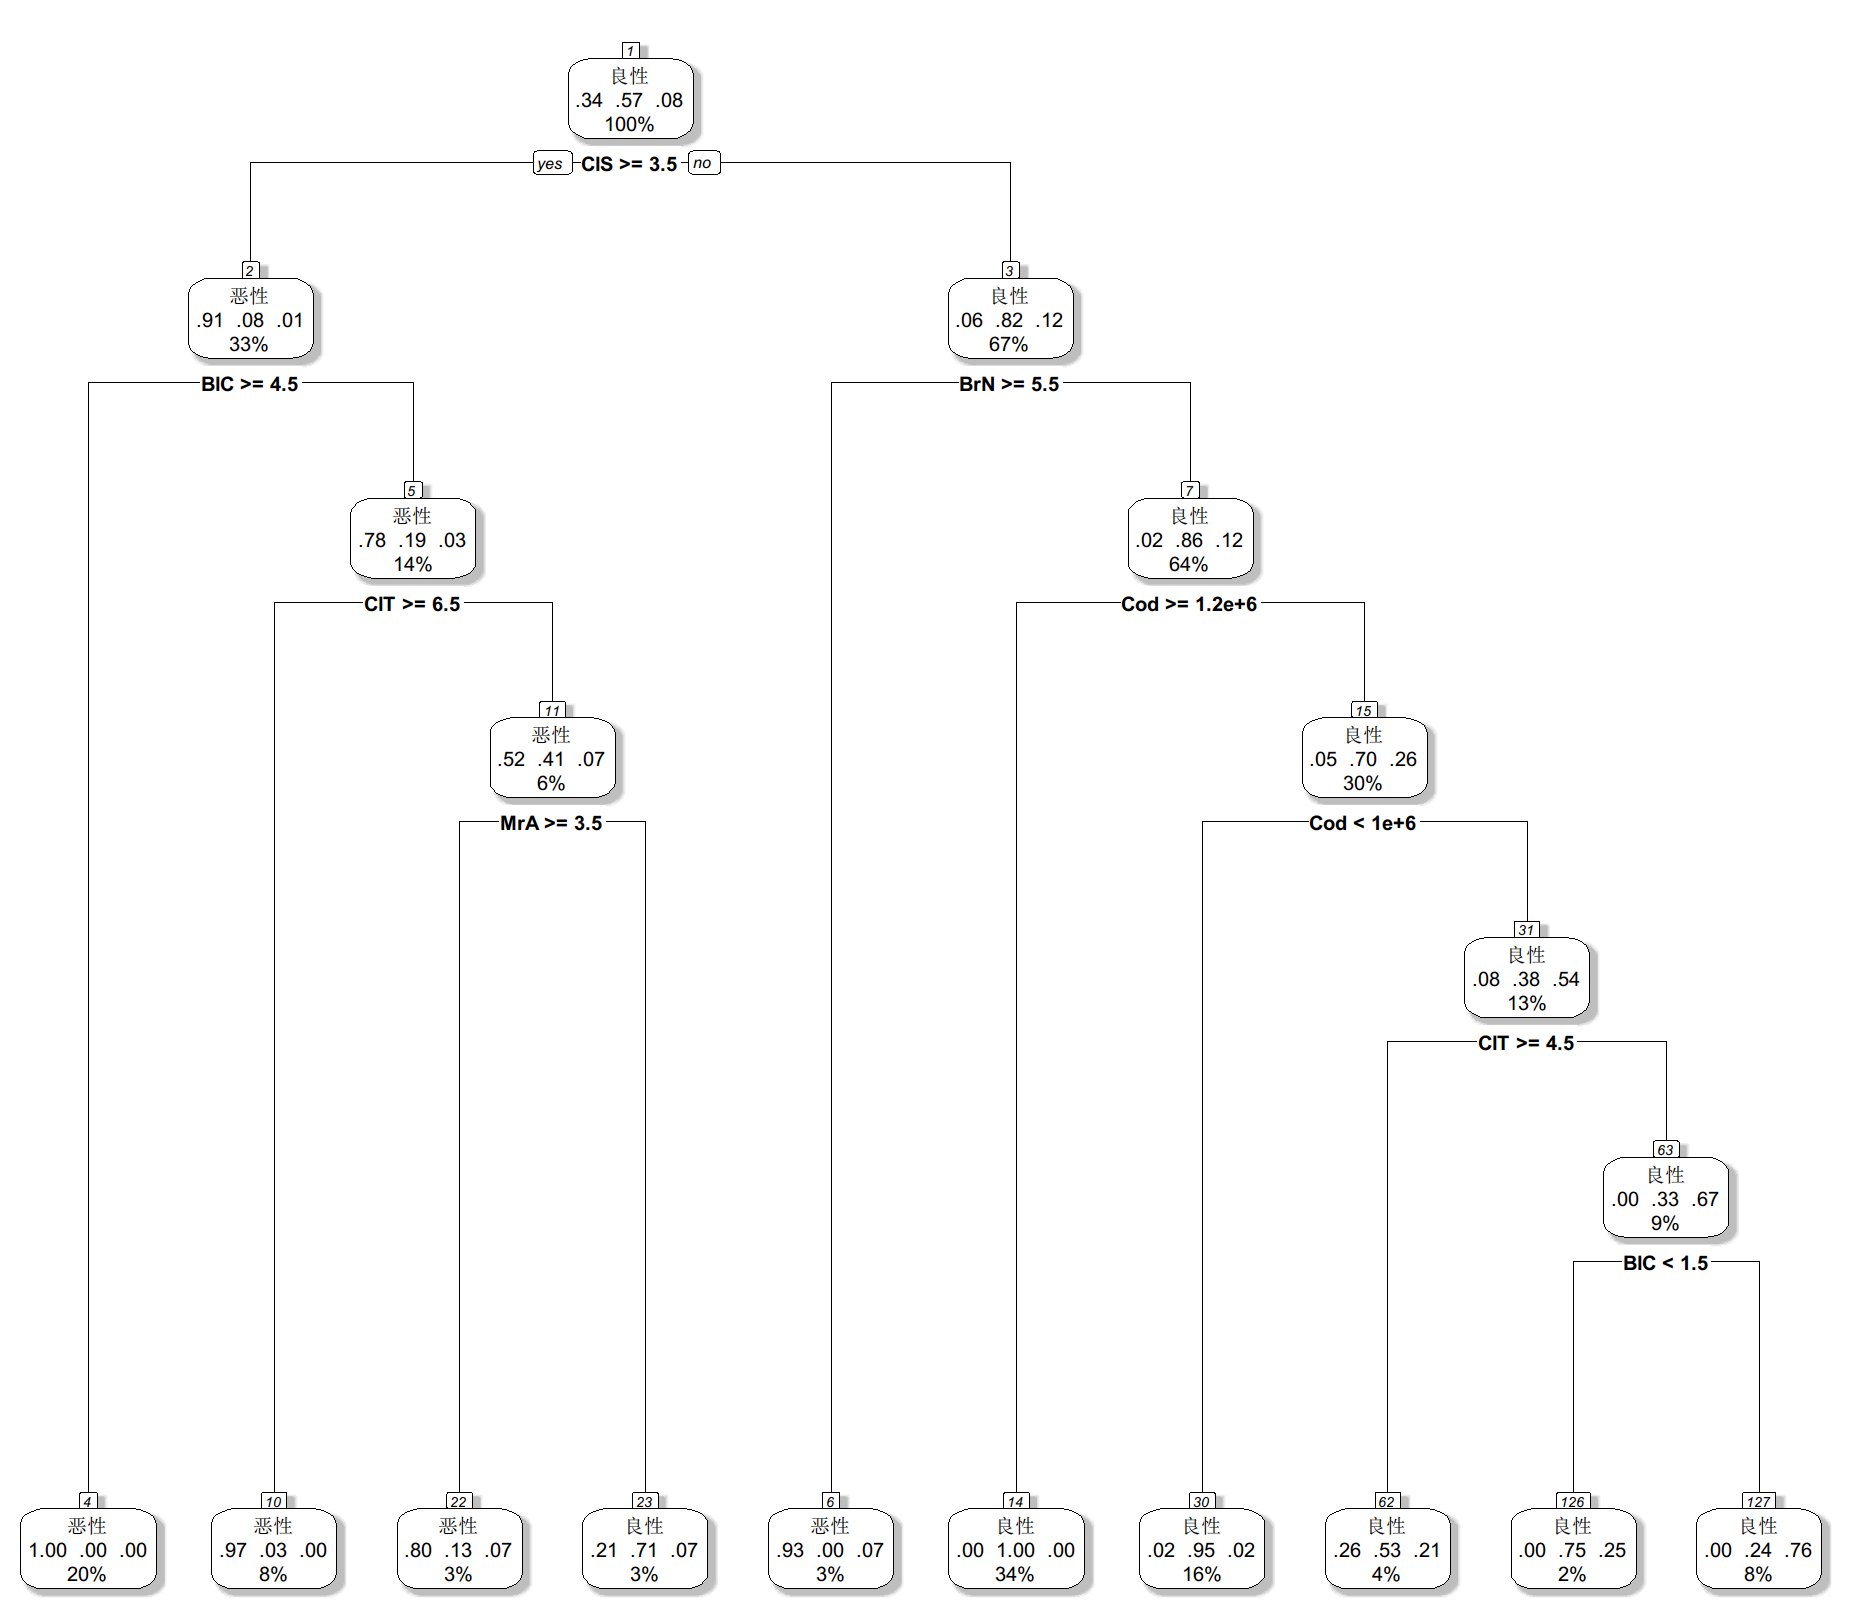 1
良性
.34 .57 .08
100%
yes CIS >= 3.5 no
2
恶性
.91 .08 .01
33%
3
良性
.06 .82 .12
67%
BIC >= 4.5
BrN >= 5.5
5
恶性
.78 .19 .03
14%
7
良性
.02 .86 .12
64%
CIT >= 6.5
Cod >= 1.2e+6
11
恶性
.52 .41 .07
6%
15
良性
.05 .70 .26
30%
MrA >= 3.5
Cod < 1e+6
31
良性
.08 .38 .54
13%
CIT >= 4.5
63
良性
.00 .33 .67
9%
BIC < 1.5
4
恶性
1.00 .00 .00
20%
10
恶性
.97 .03 .00
8%
22
恶性
.80 .13 .07
3%
23
良性
.21 .71 .07
3%
6
恶性
.93 .00 .07
3%
14
良性
.00 1.00 .00
34%
30
良性
.02 .95 .02
16%
62
良性
.26 .53 .21
4%
126
良性
.00 .75 .25
2%
127
良性
.00 .24 .76
8%